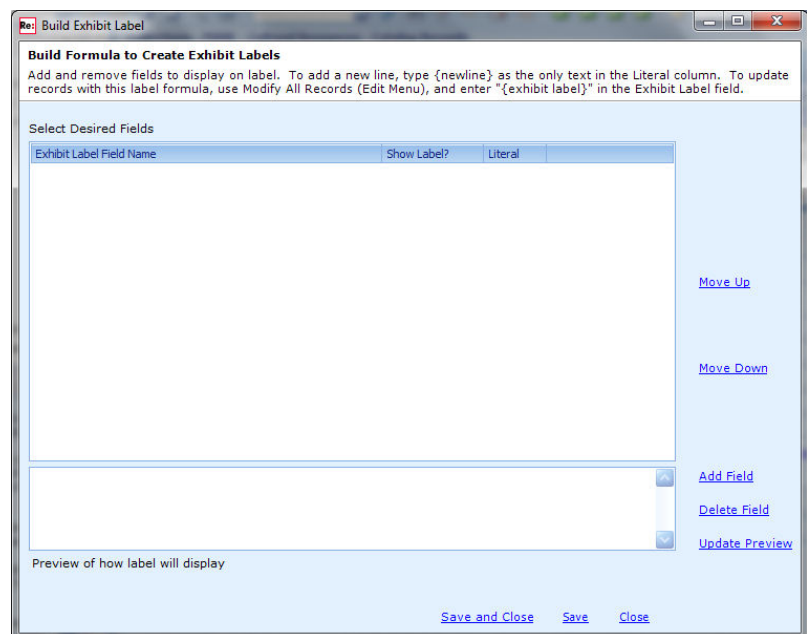 Re: Build Exhibit Label
Build Formula to Create Exhibit Labels
Add and remove fields to display on label. To add a new line, type {newline} as the only text in the Literal column. To update
records with this label formula, use Modify All Records (Edit Menu), and enter "{exhibit label}" in the Exhibit Label field.
Select Desired Fields
Exhibit Label Field Name Show Label? Literal
Move Up
Move Down
Add Field
Delete Field
Update Preview
Preview of how label will display
Save and Close Save Close